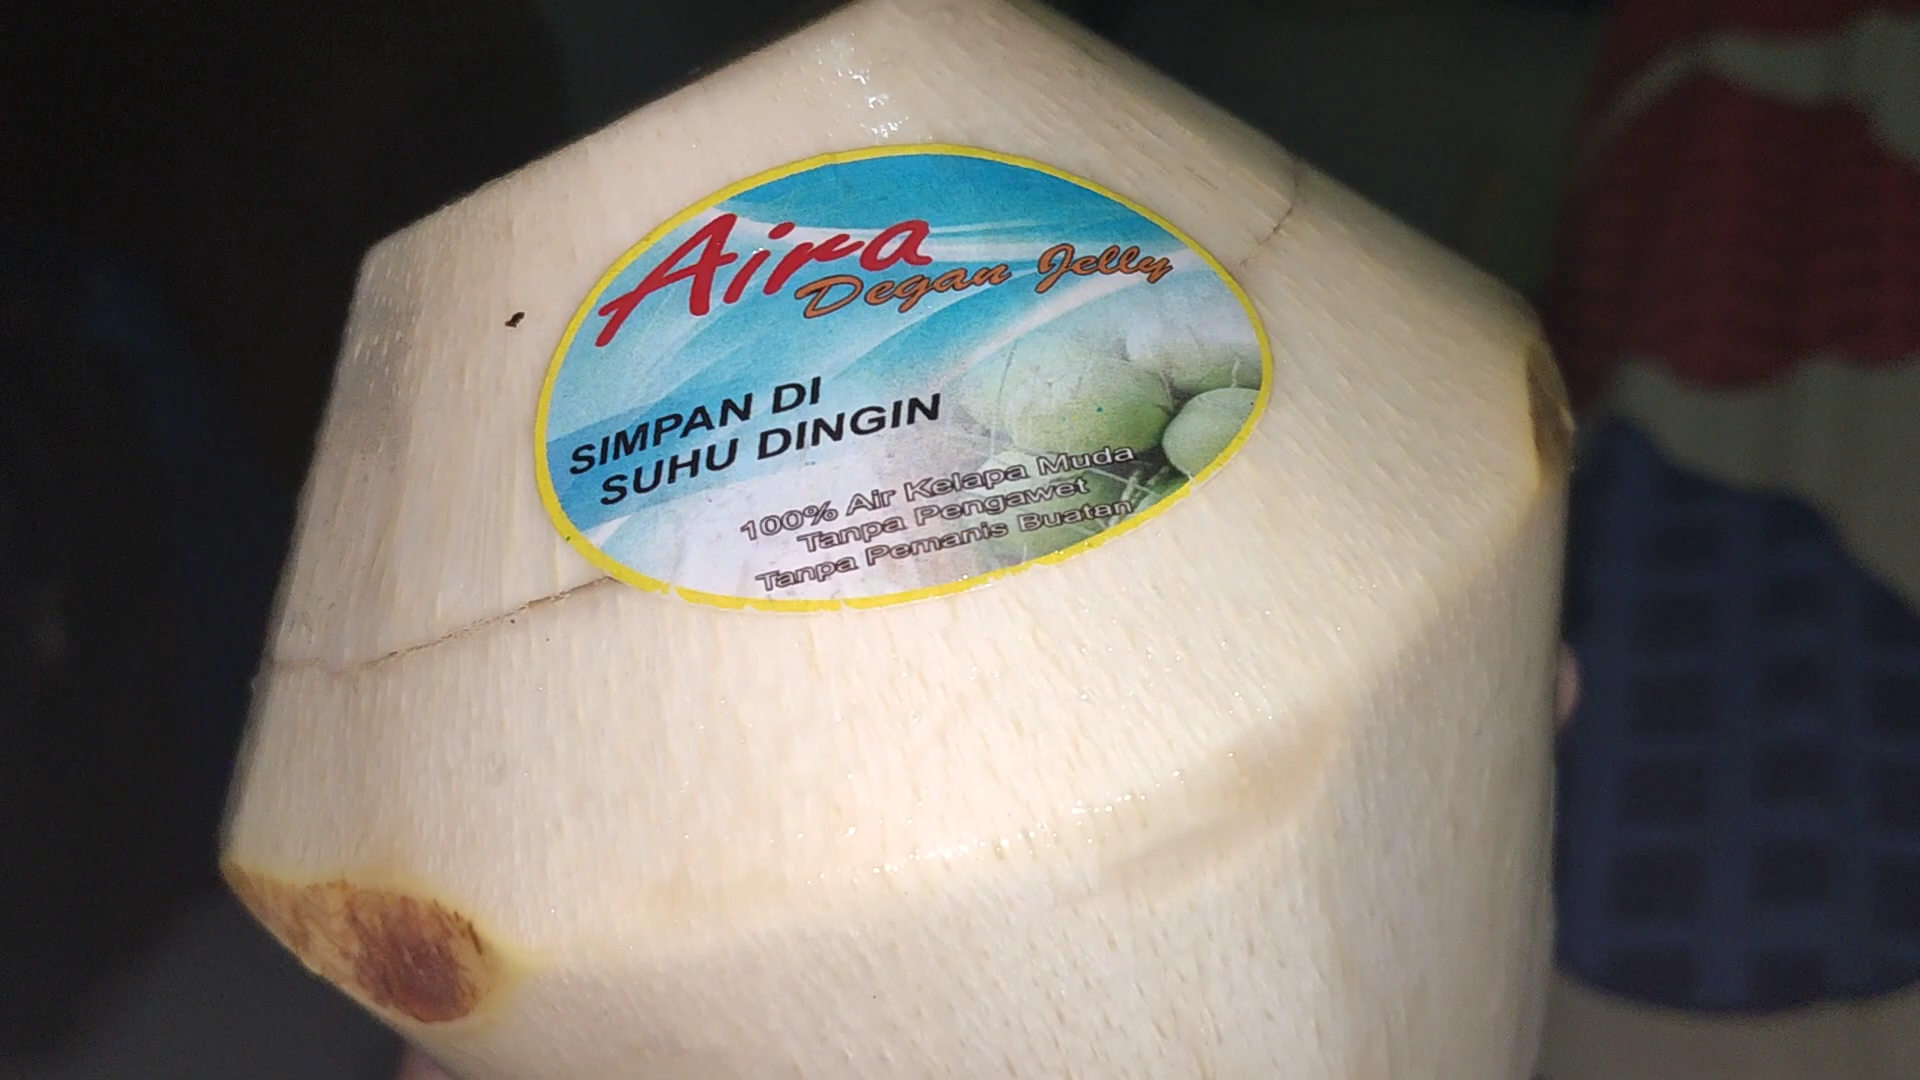 Aira
Degan Jelly
SIMPAN DI
SUHU DINGIN
100% Air Kelapa Muda
Tanpa Pengawet
Tanpa Pemanis Buatan